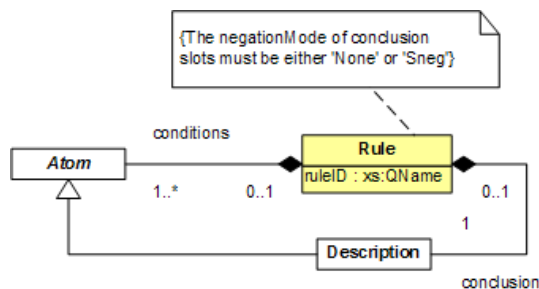 {The negationMode of conclusion
slots must be either 'None' or 'Sneg'}
conditions
Atom
Rule
ruleID : xs:QName
1..*
0..1
0..1
1
Description
conclusion